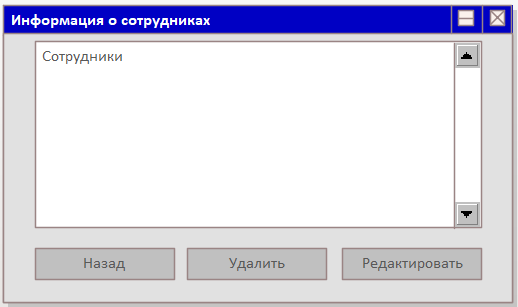 Информация о сотрудниках
Сотрудники
Назад
Удалить
Редактировать